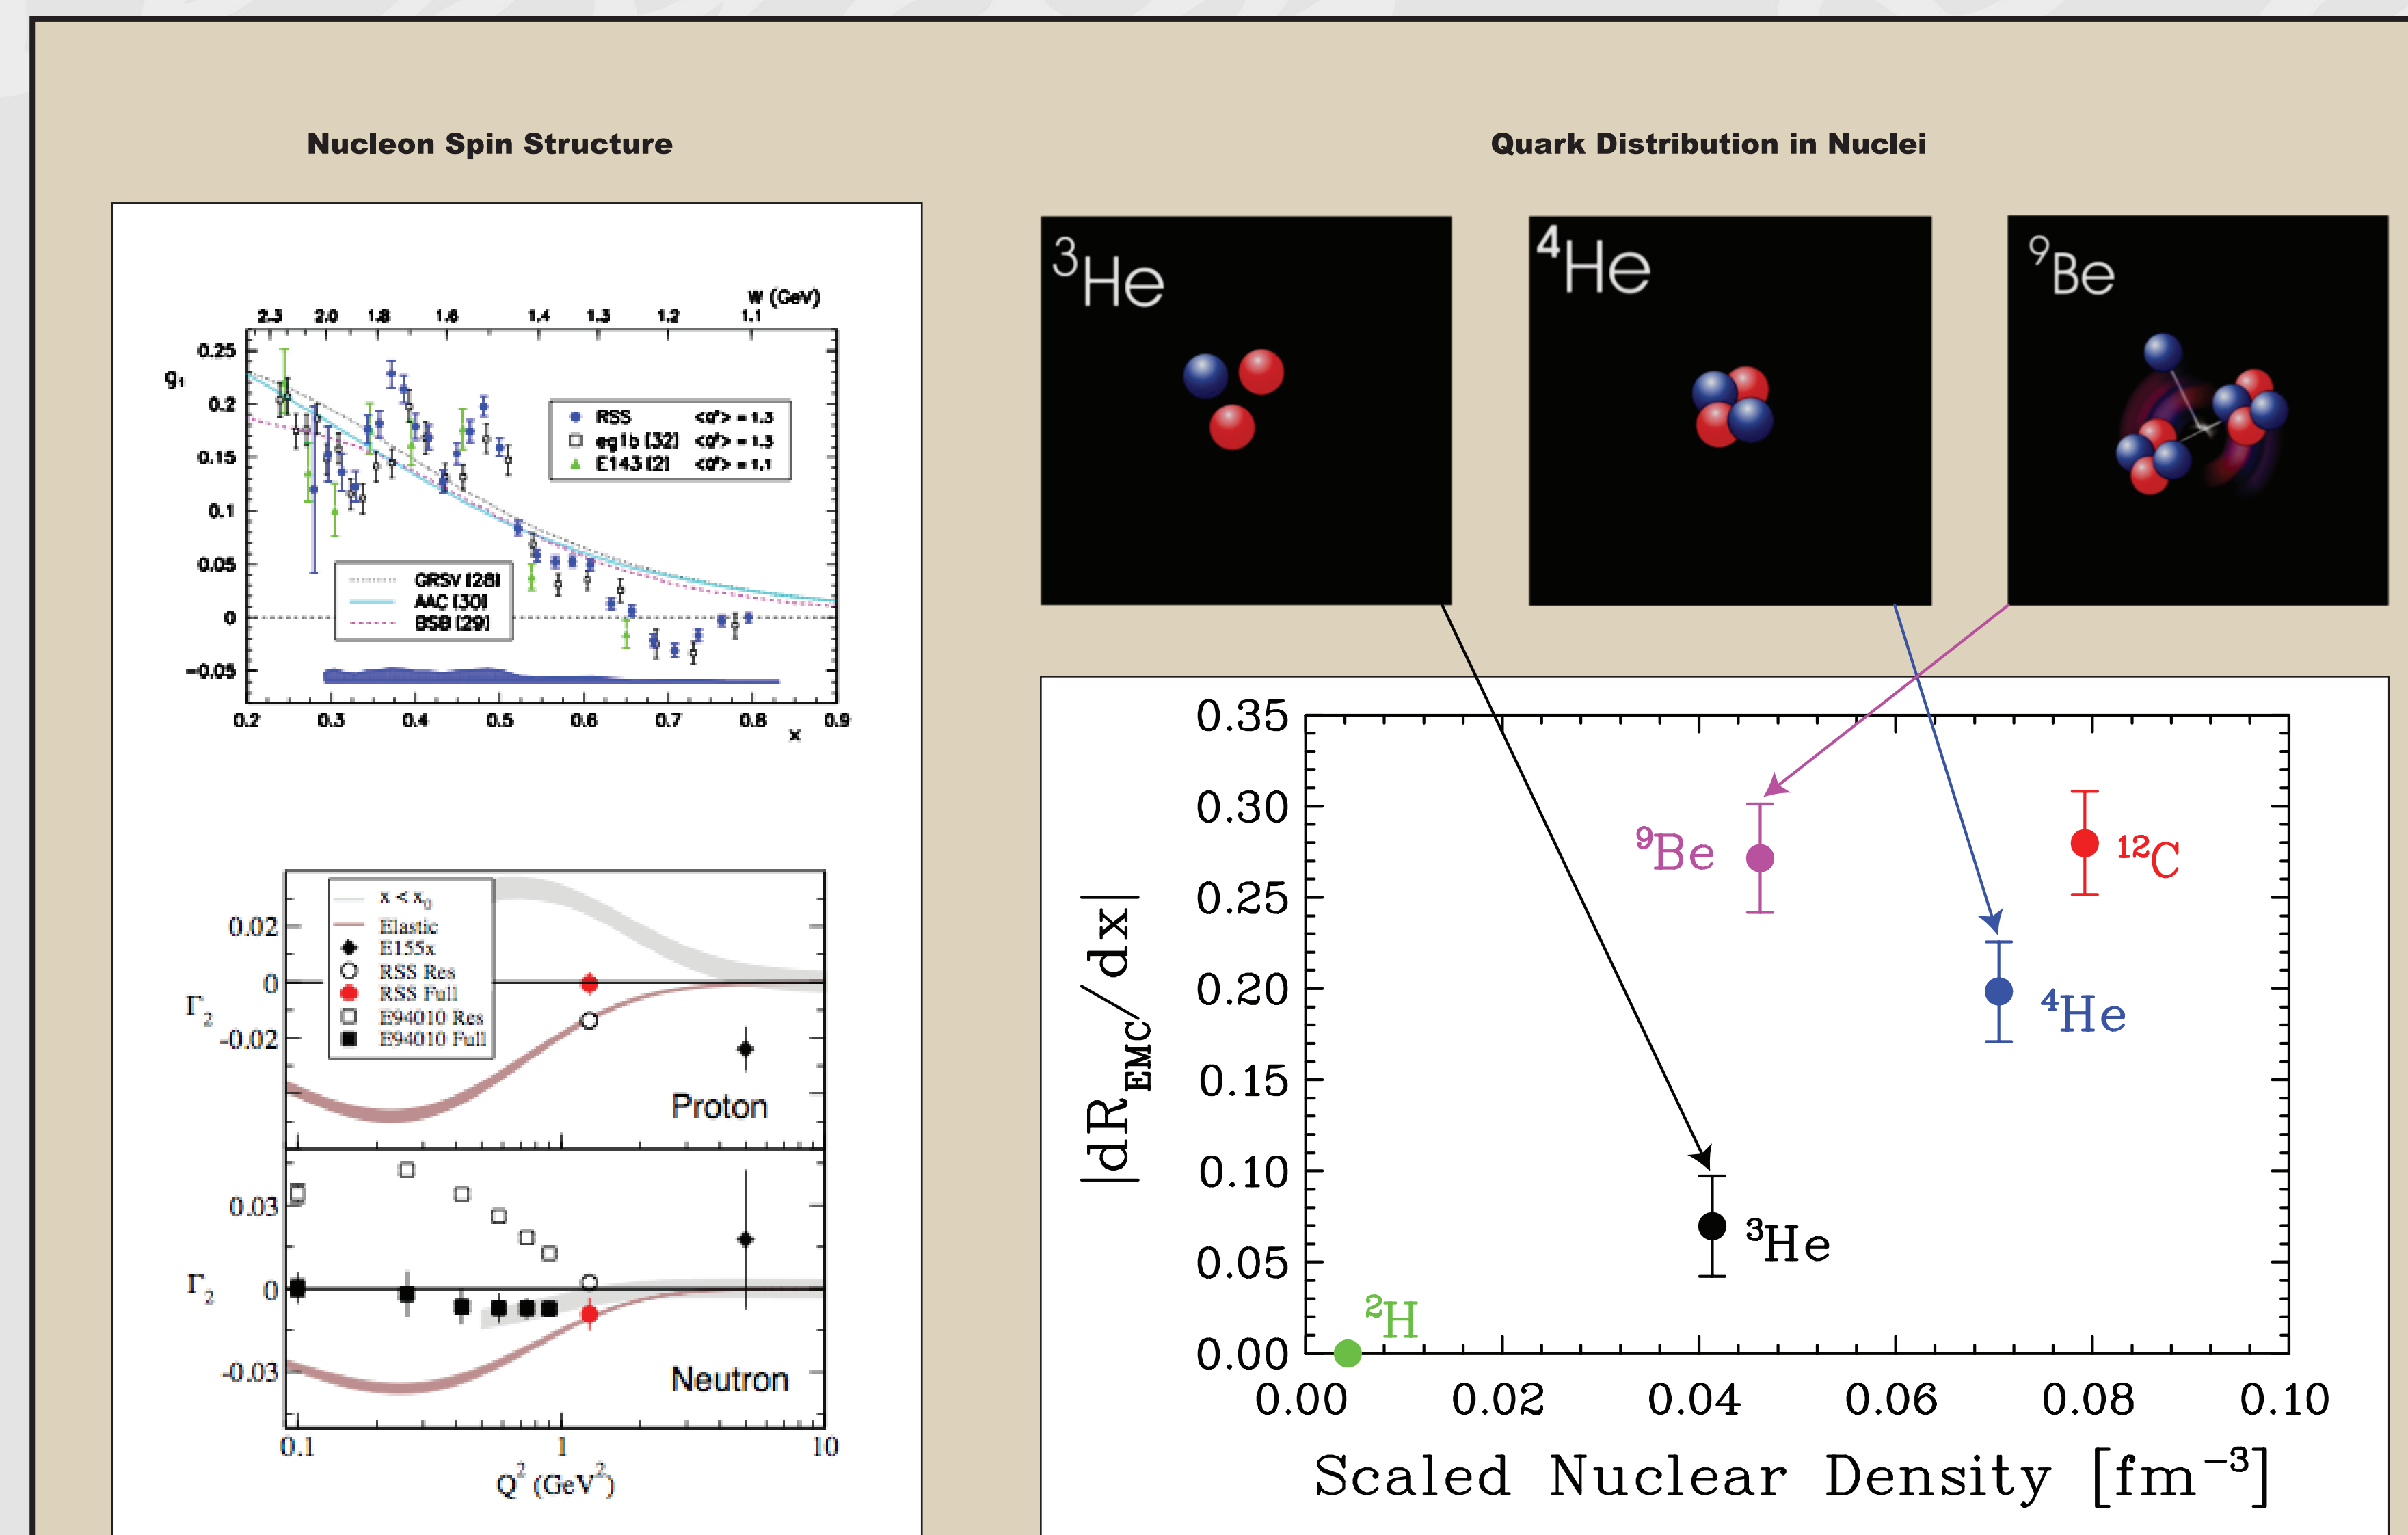 Nucleon Spin Structure
Quark Distribution in Nuclei
W (GeV)
2.3 2.0 1.8 1.6 1.4 1.3 1.2 1.1
g₁
0.25
0.2
0.15
0.1
0.05
0
-0.05
RSS <Q²> = 1.3
eg1b [32] <Q²> = 1.3
E143 [2] <Q²> = 1.1
GRSV [28]
AAC [30]
BSB [29]
0.2 0.3 0.4 0.5 0.6 0.7 0.8 0.9
x
x < x₀
Elastic
E155x
RSS Res
RSS Full
E94010 Res
E94010 Full
0.02
0
-0.02
Γ₂
Proton
0.03
0
-0.03
Γ₂
Neutron
0.1 1 10
Q² (GeV²)
³He
⁴He
⁹Be
0.35
0.30
0.25
0.20
0.15
0.10
0.05
0.00
|dR_EMC/dx|
⁹Be
¹²C
⁴He
³He
²H
0.00 0.02 0.04 0.06 0.08 0.10
Scaled Nuclear Density [fm⁻³]